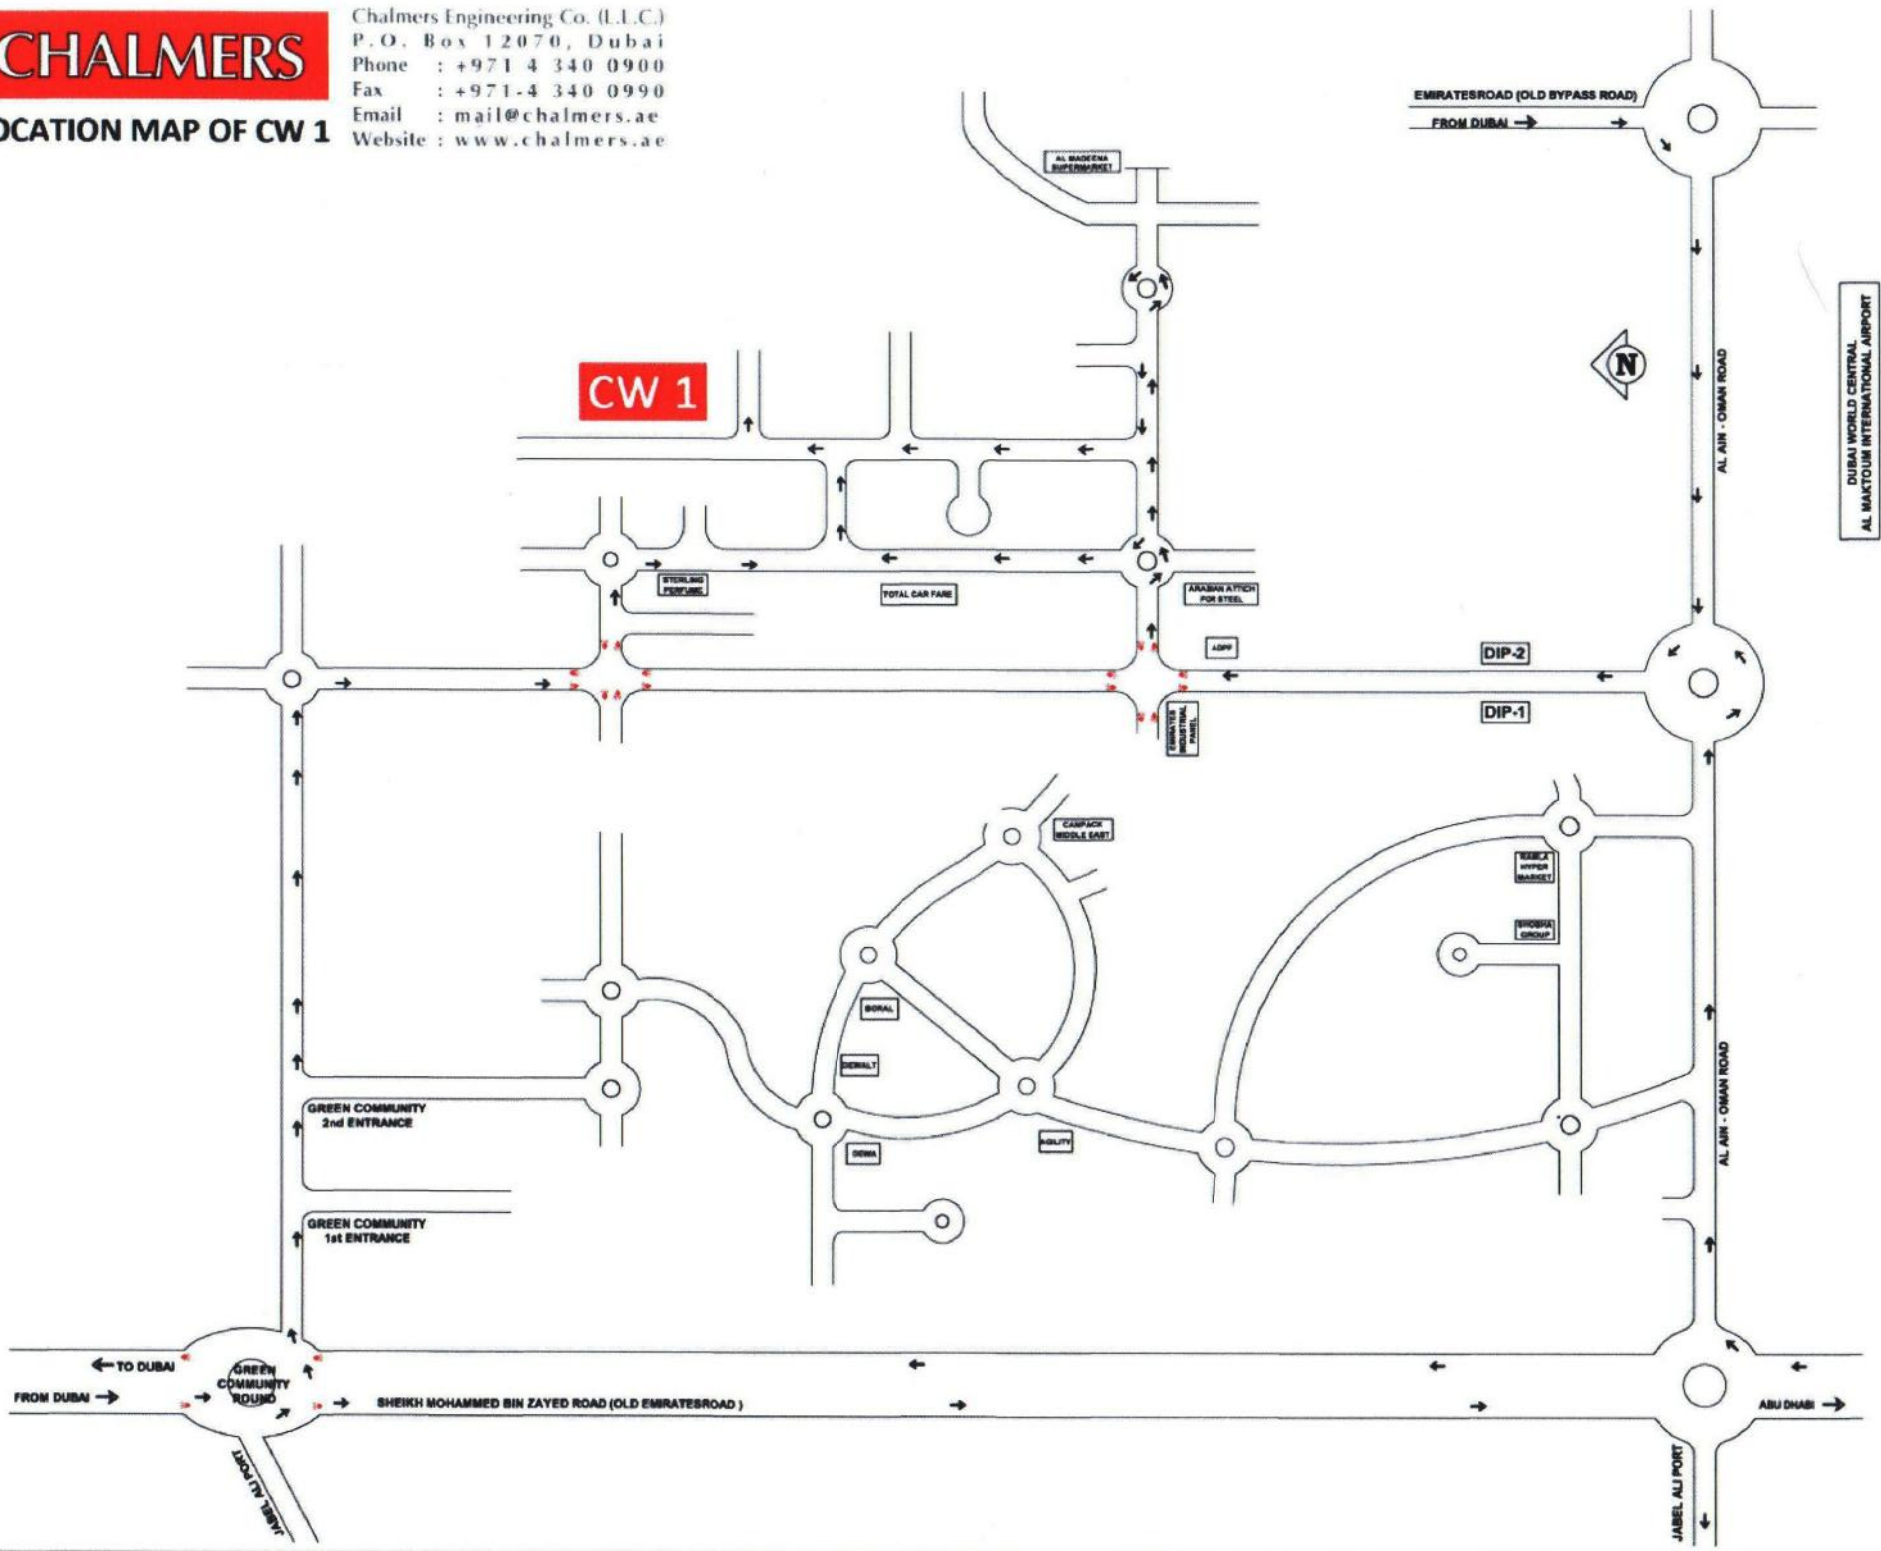 CHALMERS
Chalmers Engineering Co. (L.L.C.)
P.O. Box 12070, Dubai
Phone : +971 4 340 0900
Fax : +971-4 340 0990
Email : mail@chalmers.ae
Website : www.chalmers.ae
OCATION MAP OF CW 1
EMIRATESROAD (OLD BYPASS ROAD)
FROM DUBAI
AL MADEENA
SUPERMARKET
N
AL AIN - OMAN ROAD
DUBAI WORLD CENTRAL
AL MAKTOUM INTERNATIONAL AIRPORT
CW 1
STERLING
PERFUME
TOTAL CAR FARE
ARABIAN ATTICH
FOR STEEL
ADPP
DIP-2
DIP-1
EMIRATES
INDUSTRIAL
PANEL
CANPACK
MIDDLE EAST
RAMLA
HYPER
MARKET
SHOBHA
GROUP
BORAL
DEWALT
DEWA
AGILITY
AL AIN - OMAN ROAD
GREEN COMMUNITY
2nd ENTRANCE
GREEN COMMUNITY
1st ENTRANCE
TO DUBAI
GREEN
COMMUNITY
ROUND
FROM DUBAI
SHEIKH MOHAMMED BIN ZAYED ROAD (OLD EMIRATESROAD )
ABU DHABI
JABEL ALI PORT
JABEL ALI PORT